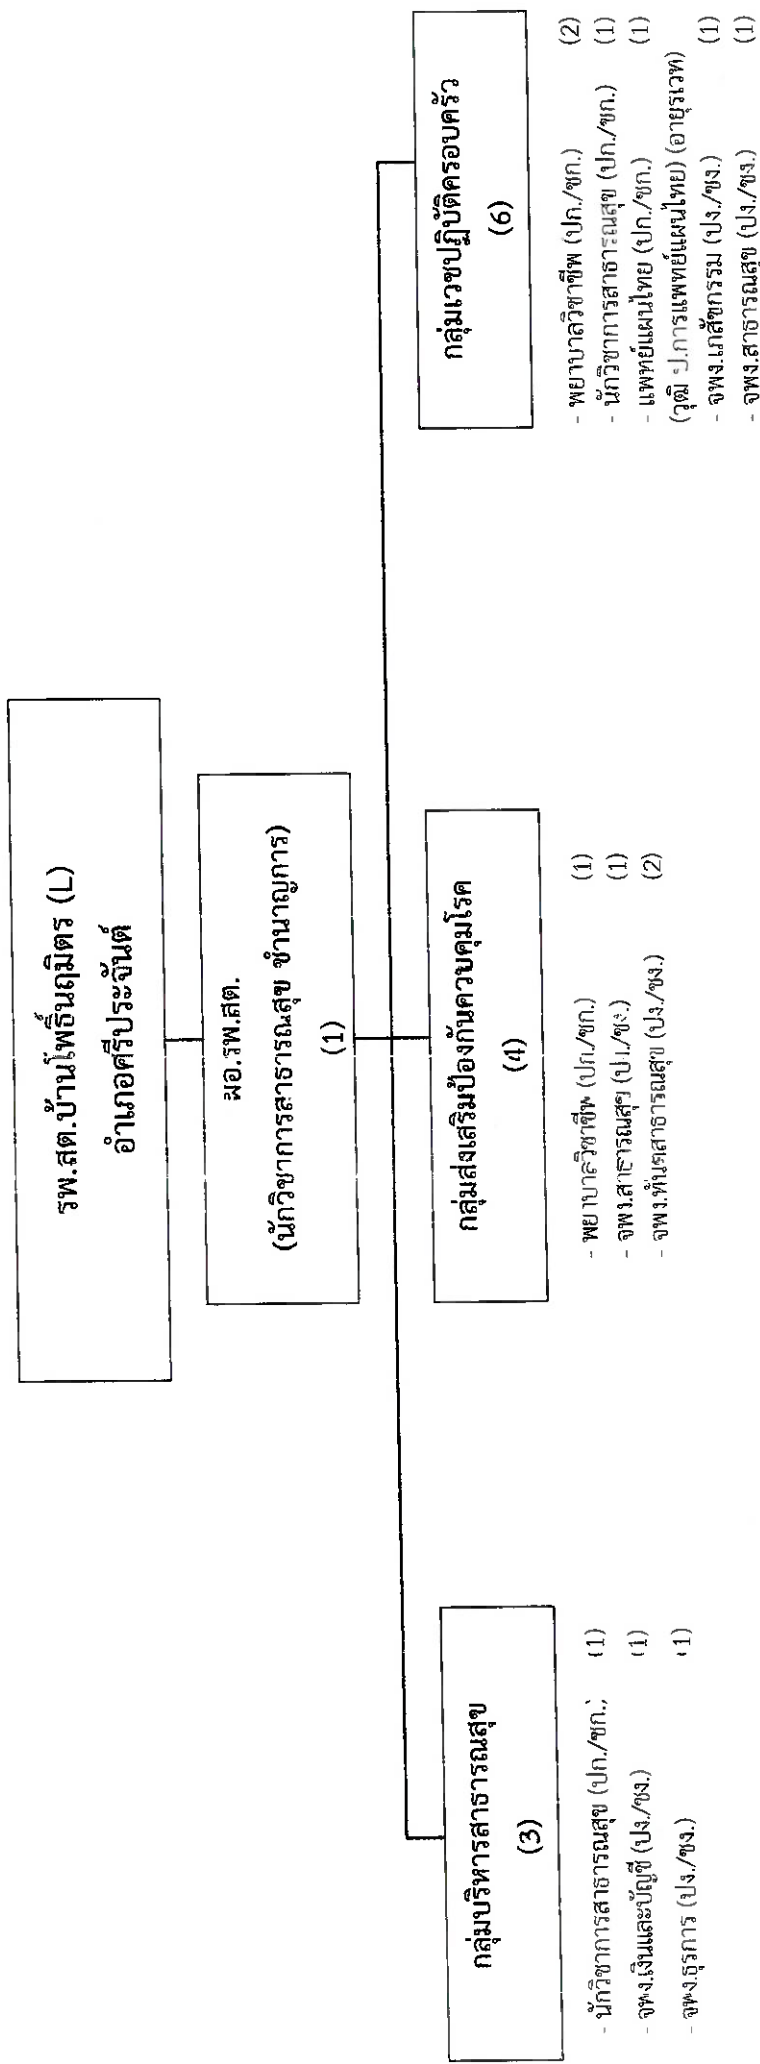 รพ.สต.บ้านโพธิ์นฤมิตร (L)
อำเภอศรีประจันต์
ผอ.รพ.สต.
(นักวิชาการสาธารณสุข ชำนาญการ)
(1)
กลุ่มบริหารสาธารณสุข
(3)
- นักวิชาการสาธารณสุข (ปก./ชก.) (1)
- จพง.เงินและบัญชี (ปง./ชง.) (1)
- จพง.ธุรการ (ปง./ชง.) (1)
กลุ่มส่งเสริมป้องกันควบคุมโรค
(4)
- พยาบาลวิชาชีพ (ปก./ชก.) (1)
- จพง.สาธารณสุข (ปง./ชง.) (1)
- จพง.ทันตสาธารณสุข (ปง./ชง.) (2)
กลุ่มเวชปฏิบัติครอบครัว
(6)
- พยาบาลวิชาชีพ (ปก./ชก.) (2)
- นักวิชาการสาธารณสุข (ปก./ชก.) (1)
- แพทย์แผนไทย (ปก./ชก.) (1)
(วุฒิ ป.การแพทย์แผนไทย) (อายุรเวท)
- จพง.เภสัชกรรม (ปง./ชง.) (1)
- จพง.สาธารณสุข (ปง./ชง.) (1)